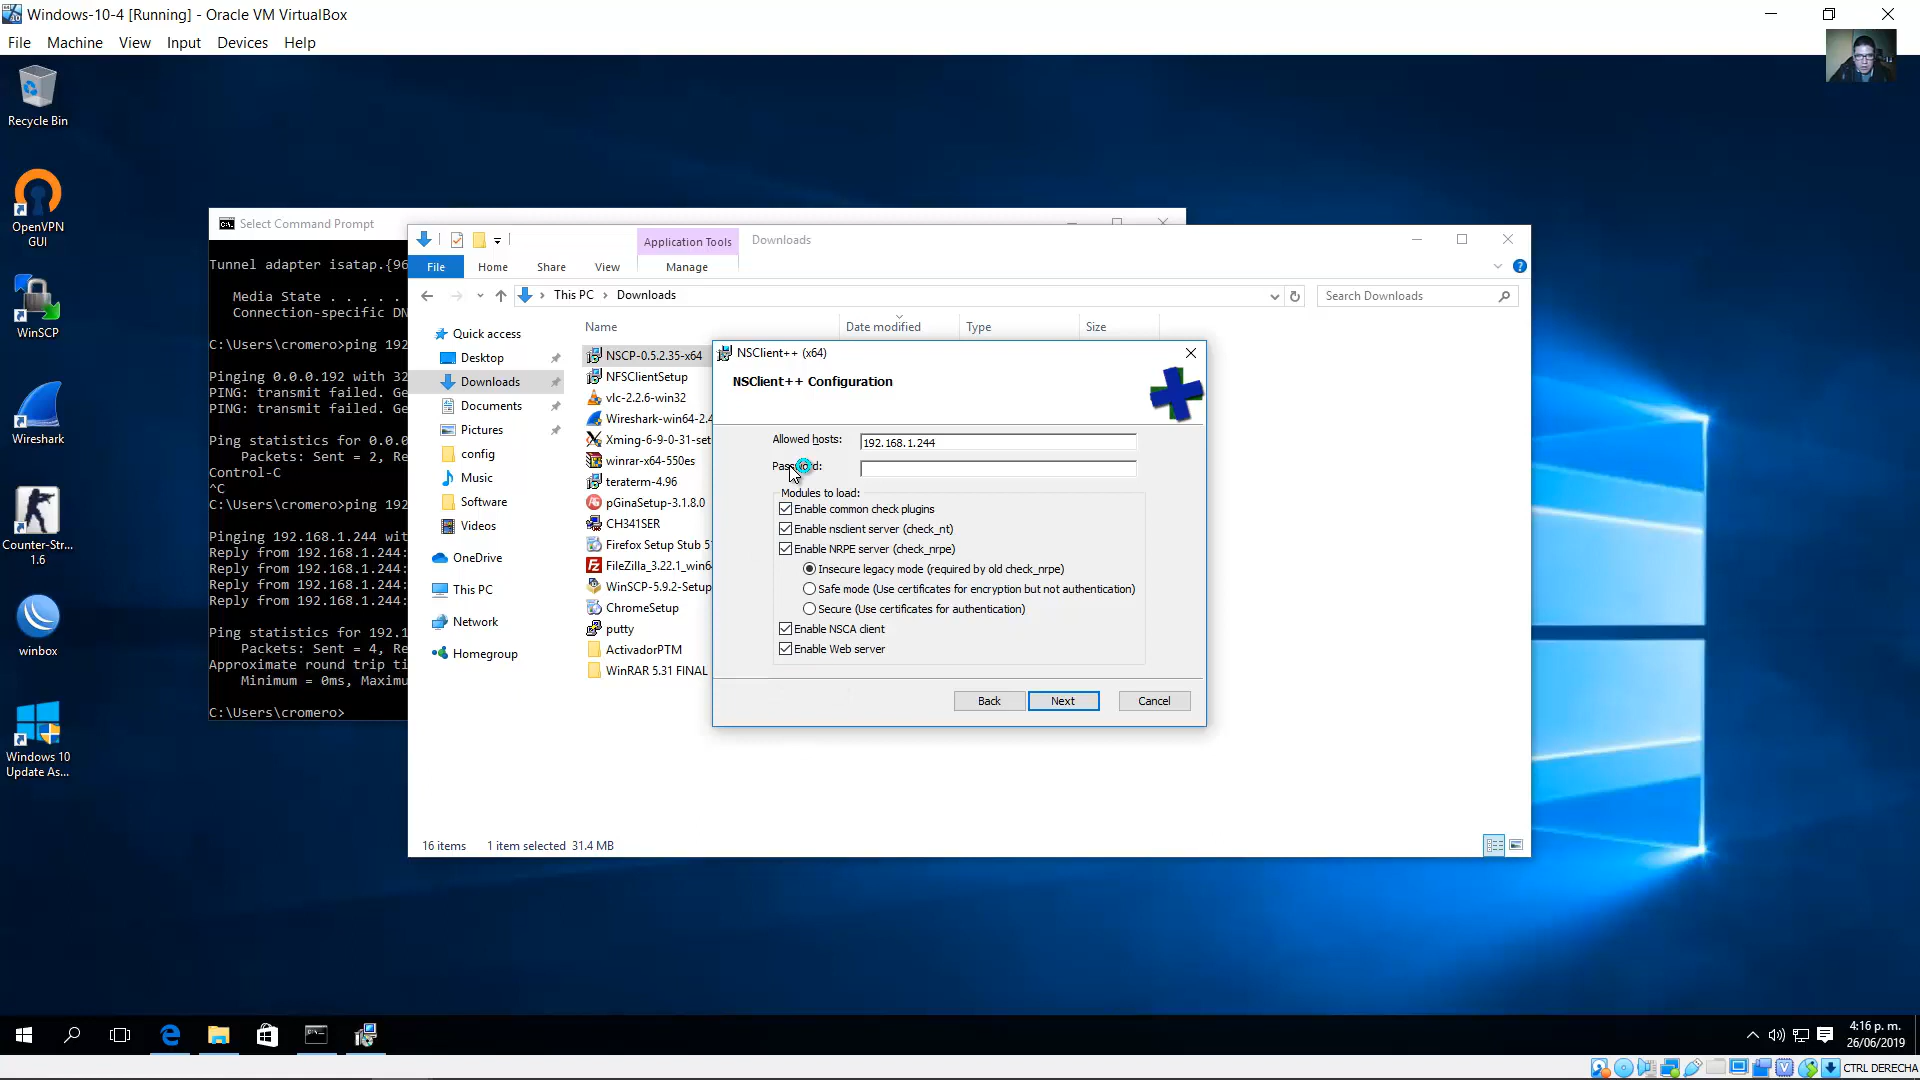 Windows-10-4 [Running] - Oracle VM VirtualBox
File Machine View Input Devices Help
Recycle Bin
OpenVPN
GUI
WinSCP
Wireshark
Counter-Str...
1.6
winbox
Windows 10
Update As...
Select Command Prompt
Tunnel adapter isatap.{96
Media State . . . . .
Connection-specific DN
C:\Users\cromero>ping 192
Pinging 0.0.0.192 with 32
PING: transmit failed. Ge
PING: transmit failed. Ge
Ping statistics for 0.0.0
Packets: Sent = 2, Re
Control-C
^C
C:\Users\cromero>ping 192
Pinging 192.168.1.244 wit
Reply from 192.168.1.244:
Reply from 192.168.1.244:
Reply from 192.168.1.244:
Reply from 192.168.1.244:
Ping statistics for 192.1
Packets: Sent = 4, Re
Approximate round trip ti
Minimum = 0ms, Maximu
C:\Users\cromero>
Application Tools
Downloads
File Home Share View Manage
This PC > Downloads
Search Downloads
Name Date modified Type Size
Quick access
Desktop
Downloads
Documents
Pictures
config
Music
Software
Videos
OneDrive
This PC
Network
Homegroup
NSCP-0.5.2.35-x64
NFSClientSetup
vlc-2.2.6-win32
Wireshark-win64-2.4
Xming-6-9-0-31-set
winrar-x64-550es
teraterm-4.96
pGinaSetup-3.1.8.0
CH341SER
Firefox Setup Stub 5
FileZilla_3.22.1_win6
WinSCP-5.9.2-Setup
ChromeSetup
putty
ActivadorPTM
WinRAR 5.31 FINAL
16 items 1 item selected 31.4 MB
NSClient++ (x64)
NSClient++ Configuration
Allowed hosts: 192.168.1.244
Password:
Modules to load:
Enable common check plugins
Enable nsclient server (check_nt)
Enable NRPE server (check_nrpe)
Insecure legacy mode (required by old check_nrpe)
Safe mode (Use certificates for encryption but not authentication)
Secure (Use certificates for authentication)
Enable NSCA client
Enable Web server
Back Next Cancel
4:16 p. m.
26/06/2019
CTRL DERECHA